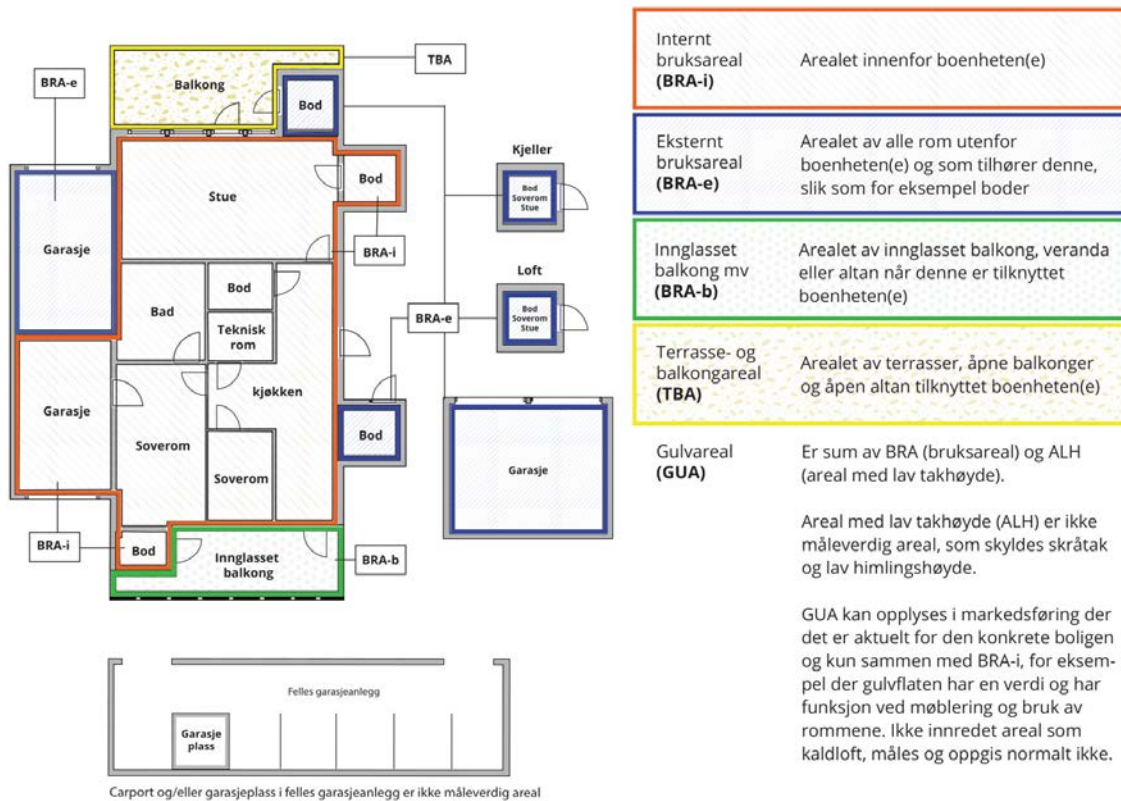 TBA
BRA-e
Balkong
Bod
Kjeller
Bod
Soverom
Stue
Stue
Bod
BRA-i
Garasje
Loft
Bod
Soverom
Stue
Bod
Bad
BRA-e
Teknisk
rom
kjøkken
Garasje
Bod
Soverom
Soverom
Garasje
BRA-i
Bod
Innglasset
balkong
BRA-b
Felles garasjeanlegg
Garasje
plass
Carport og/eller garasjeplass i felles garasjeanlegg er ikke måleverdig areal
Internt
bruksareal
(BRA-i)
Arealet innenfor boenheten(e)
Eksternt
bruksareal
(BRA-e)
Arealet av alle rom utenfor
boenheten(e) og som tilhører denne,
slik som for eksempel boder
Innglasset
balkong mv
(BRA-b)
Arealet av innglasset balkong, veranda
eller altan når denne er tilknyttet
boenheten(e)
Terrasse- og
balkongareal
(TBA)
Arealet av terrasser, åpne balkonger
og åpen altan tilknyttet boenheten(e)
Gulvareal
(GUA)
Er sum av BRA (bruksareal) og ALH
(areal med lav takhøyde).
Areal med lav takhøyde (ALH) er ikke
måleverdig areal, som skyldes skråtak
og lav himlingshøyde.
GUA kan opplyses i markedsføring der
det er aktuelt for den konkrete boligen
og kun sammen med BRA-i, for eksem-
pel der gulvflaten har en verdi og har
funksjon ved møblering og bruk av
rommene. Ikke innredet areal som
kaldloft, måles og oppgis normalt ikke.